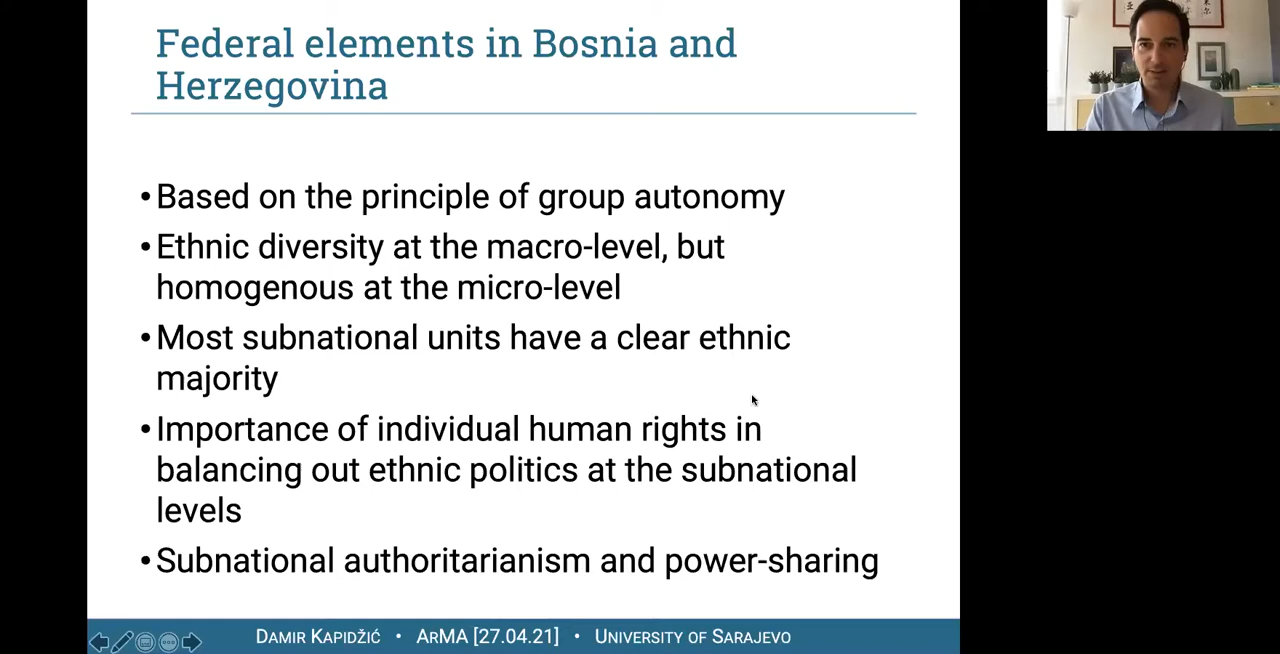 Federal elements in Bosnia and
Herzegovina
•Based on the principle of group autonomy
•Ethnic diversity at the macro-level, but
homogenous at the micro-level
•Most subnational units have a clear ethnic
majority
•Importance of individual human rights in
balancing out ethnic politics at the subnational
levels
•Subnational authoritarianism and power-sharing
DAMIR KAPIDŽIĆ • ARMA [27.04.21] • UNIVERSITY OF SARAJEVO